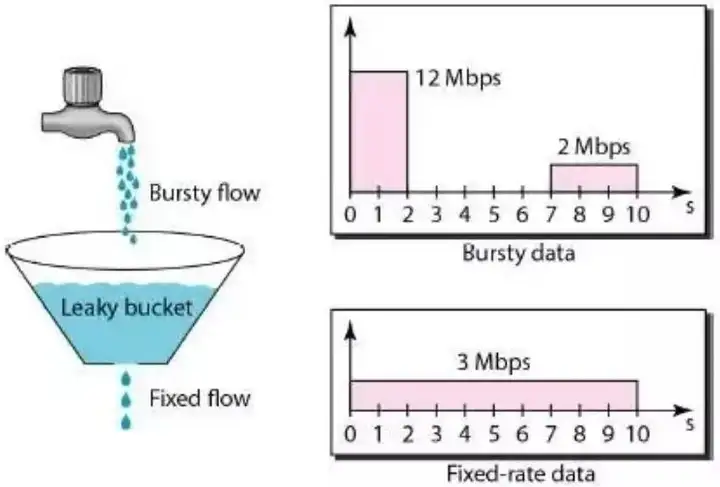 Bursty flow
Leaky bucket
Fixed flow
12 Mbps
2 Mbps
0 1 2 3 4 5 6 7 8 9 10 s
Bursty data
3 Mbps
0 1 2 3 4 5 6 7 8 9 10 s
Fixed-rate data